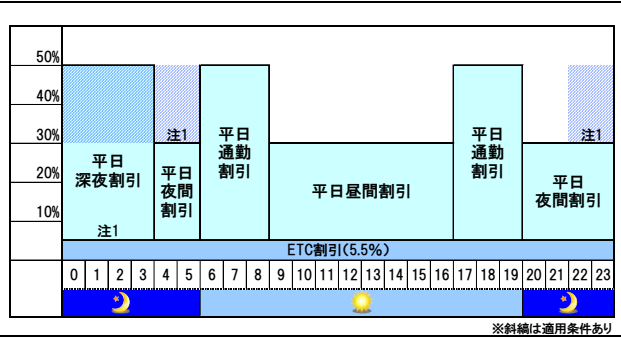 50%
40%
30%
20%
10%
注1
平日
深夜割引
注1
平日
夜間
割引
平日
通勤
割引
平日昼間割引
平日
通勤
割引
注1
平日
夜間割引
ETC割引(5.5%)
0 1 2 3 4 5 6 7 8 9 10 11 12 13 14 15 16 17 18 19 20 21 22 23
※斜縞は適用条件あり